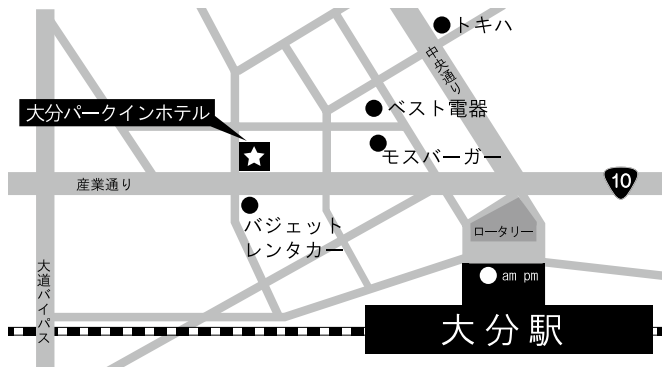 トキハ
中央通り
大分パークインホテル
ベスト電器
モスバーガー
産業通り
10
バジェット
レンタカー
ロータリー
大道バイパス
am pm
大分駅